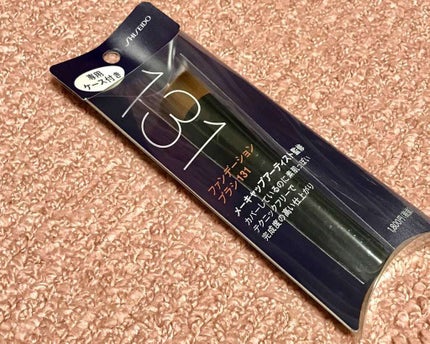 SHISEIDO
専用
ケース付き
131
ファンデーション
ブラシ131
メーキャップアーティスト監修
カバーしているのに素肌っぽい
テクニックフリーで
完成度の高い仕上がり